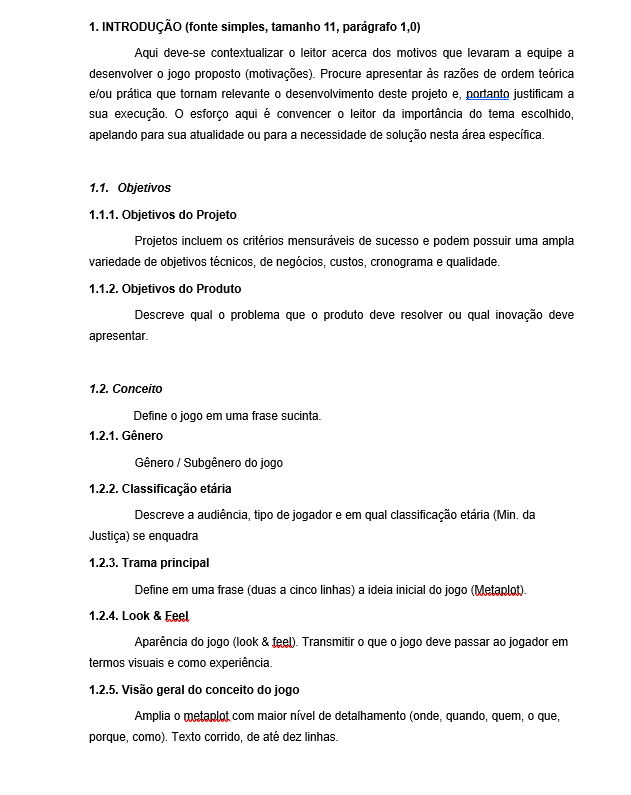 1. INTRODUÇÃO (fonte simples, tamanho 11, parágrafo 1,0)
Aqui deve-se contextualizar o leitor acerca dos motivos que levaram a equipe a
desenvolver o jogo proposto (motivações). Procure apresentar às razões de ordem teórica
e/ou prática que tornam relevante o desenvolvimento deste projeto e, portanto justificam a
sua execução. O esforço aqui é convencer o leitor da importância do tema escolhido,
apelando para sua atualidade ou para a necessidade de solução nesta área específica.
1.1. Objetivos
1.1.1. Objetivos do Projeto
Projetos incluem os critérios mensuráveis de sucesso e podem possuir uma ampla
variedade de objetivos técnicos, de negócios, custos, cronograma e qualidade.
1.1.2. Objetivos do Produto
Descreve qual o problema que o produto deve resolver ou qual inovação deve
apresentar.
1.2. Conceito
Define o jogo em uma frase sucinta.
1.2.1. Gênero
Gênero / Subgênero do jogo
1.2.2. Classificação etária
Descreve a audiência, tipo de jogador e em qual classificação etária (Min. da
Justiça) se enquadra
1.2.3. Trama principal
Define em uma frase (duas a cinco linhas) a ideia inicial do jogo (Metaplot).
1.2.4. Look & Feel
Aparência do jogo (look & feel). Transmitir o que o jogo deve passar ao jogador em
termos visuais e como experiência.
1.2.5. Visão geral do conceito do jogo
Amplia o metaplot com maior nível de detalhamento (onde, quando, quem, o que,
porque, como). Texto corrido, de até dez linhas.